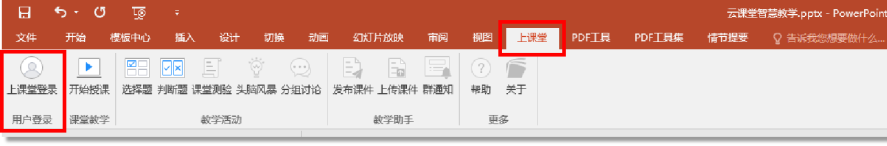 云课堂智慧教学.pptx - PowerPoint
文件 开始 模板中心 插入 设计 切换 动画 幻灯片放映 审阅 视图 上课堂 PDF工具 PDF工具集 情节提要 告诉我您想要做什么...
上课堂登录 开始授课 选择题 判断题 课堂测验 头脑风暴 分组讨论 发布课件 上传课件 群通知 帮助 关于
用户登录 课堂教学 教学活动 教学助手 更多